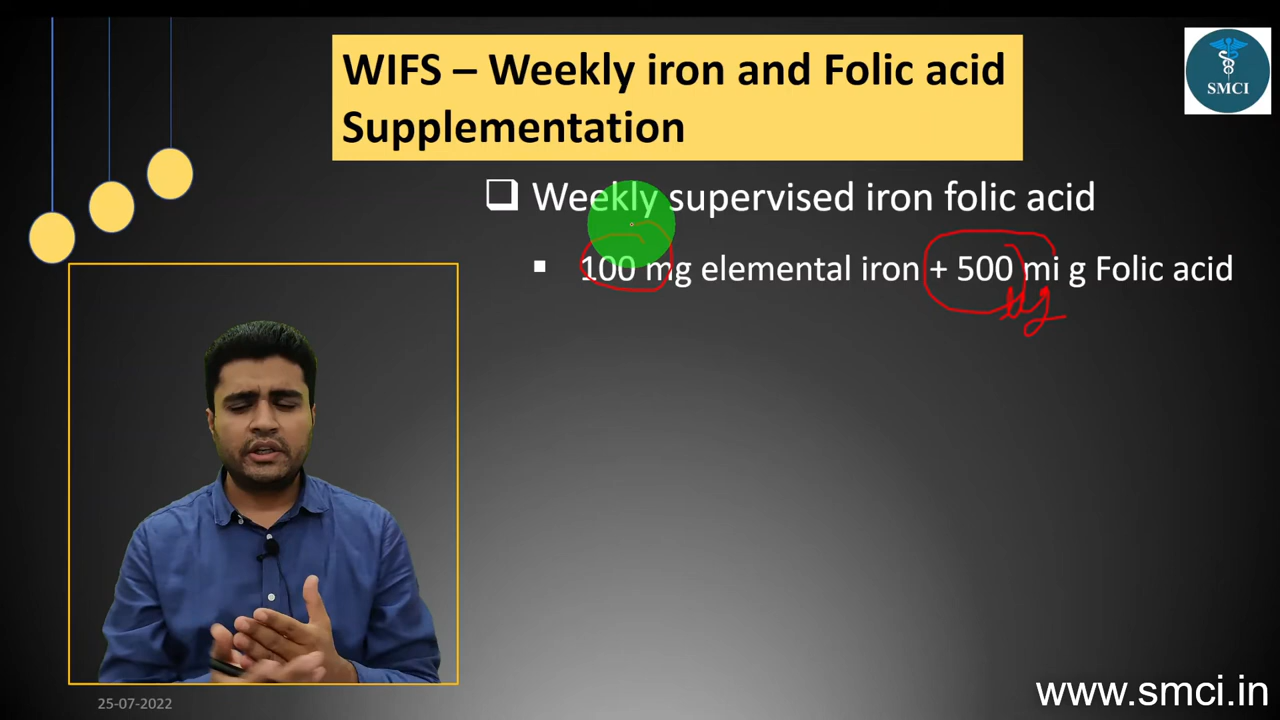 WIFS – Weekly iron and Folic acid
Supplementation
SMCI
❑ Weekly supervised iron folic acid
▪ 100 mg elemental iron + 500 mi g Folic acid
25-07-2022
www.smci.in